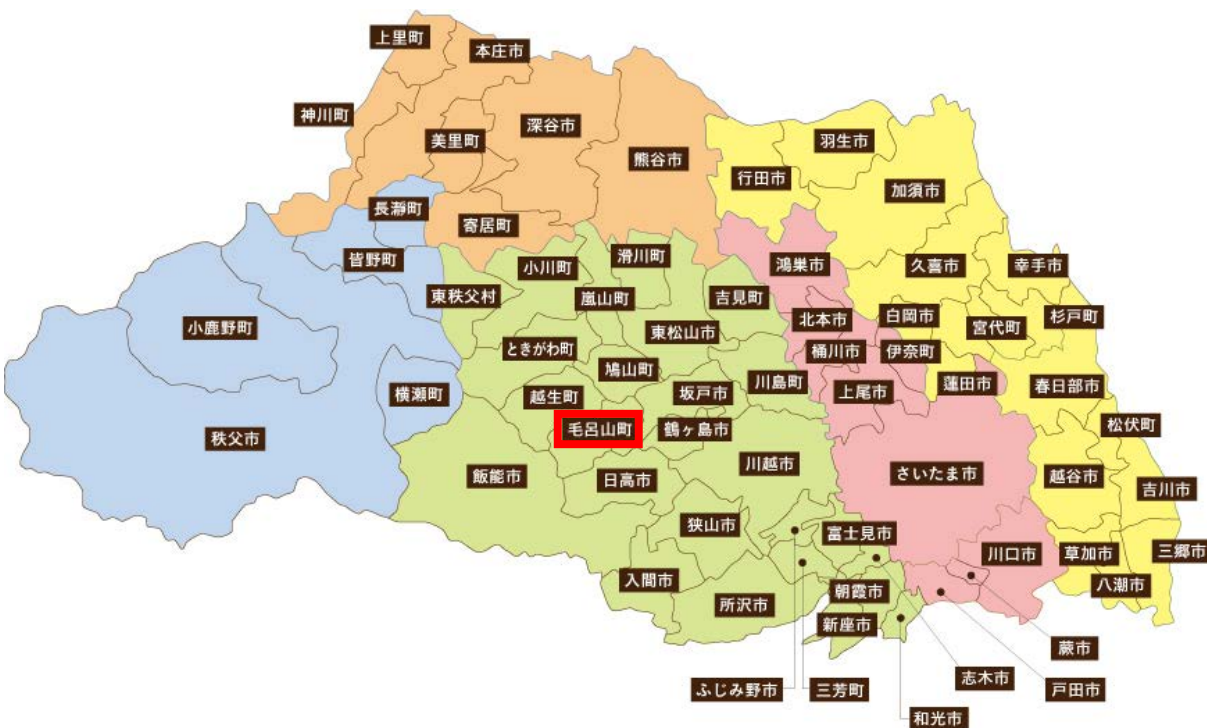 上里町
本庄市
神川町
深谷市
美里町
熊谷市
羽生市
行田市
加須市
長瀞町
寄居町
皆野町
小川町
滑川町
鴻巣市
久喜市
幸手市
東秩父村
嵐山町
吉見町
小鹿野町
東松山市
北本市
白岡市
宮代町
杉戸町
ときがわ町
桶川市
伊奈町
鳩山町
横瀬町
越生町
坂戸市
川島町
上尾市
蓮田市
春日部市
毛呂山町
鶴ヶ島市
松伏町
秩父市
飯能市
日高市
川越市
さいたま市
越谷市
吉川市
狭山市
富士見市
川口市
草加市
三郷市
入間市
所沢市
朝霞市
八潮市
新座市
蕨市
志木市
ふじみ野市
三芳町
戸田市
和光市